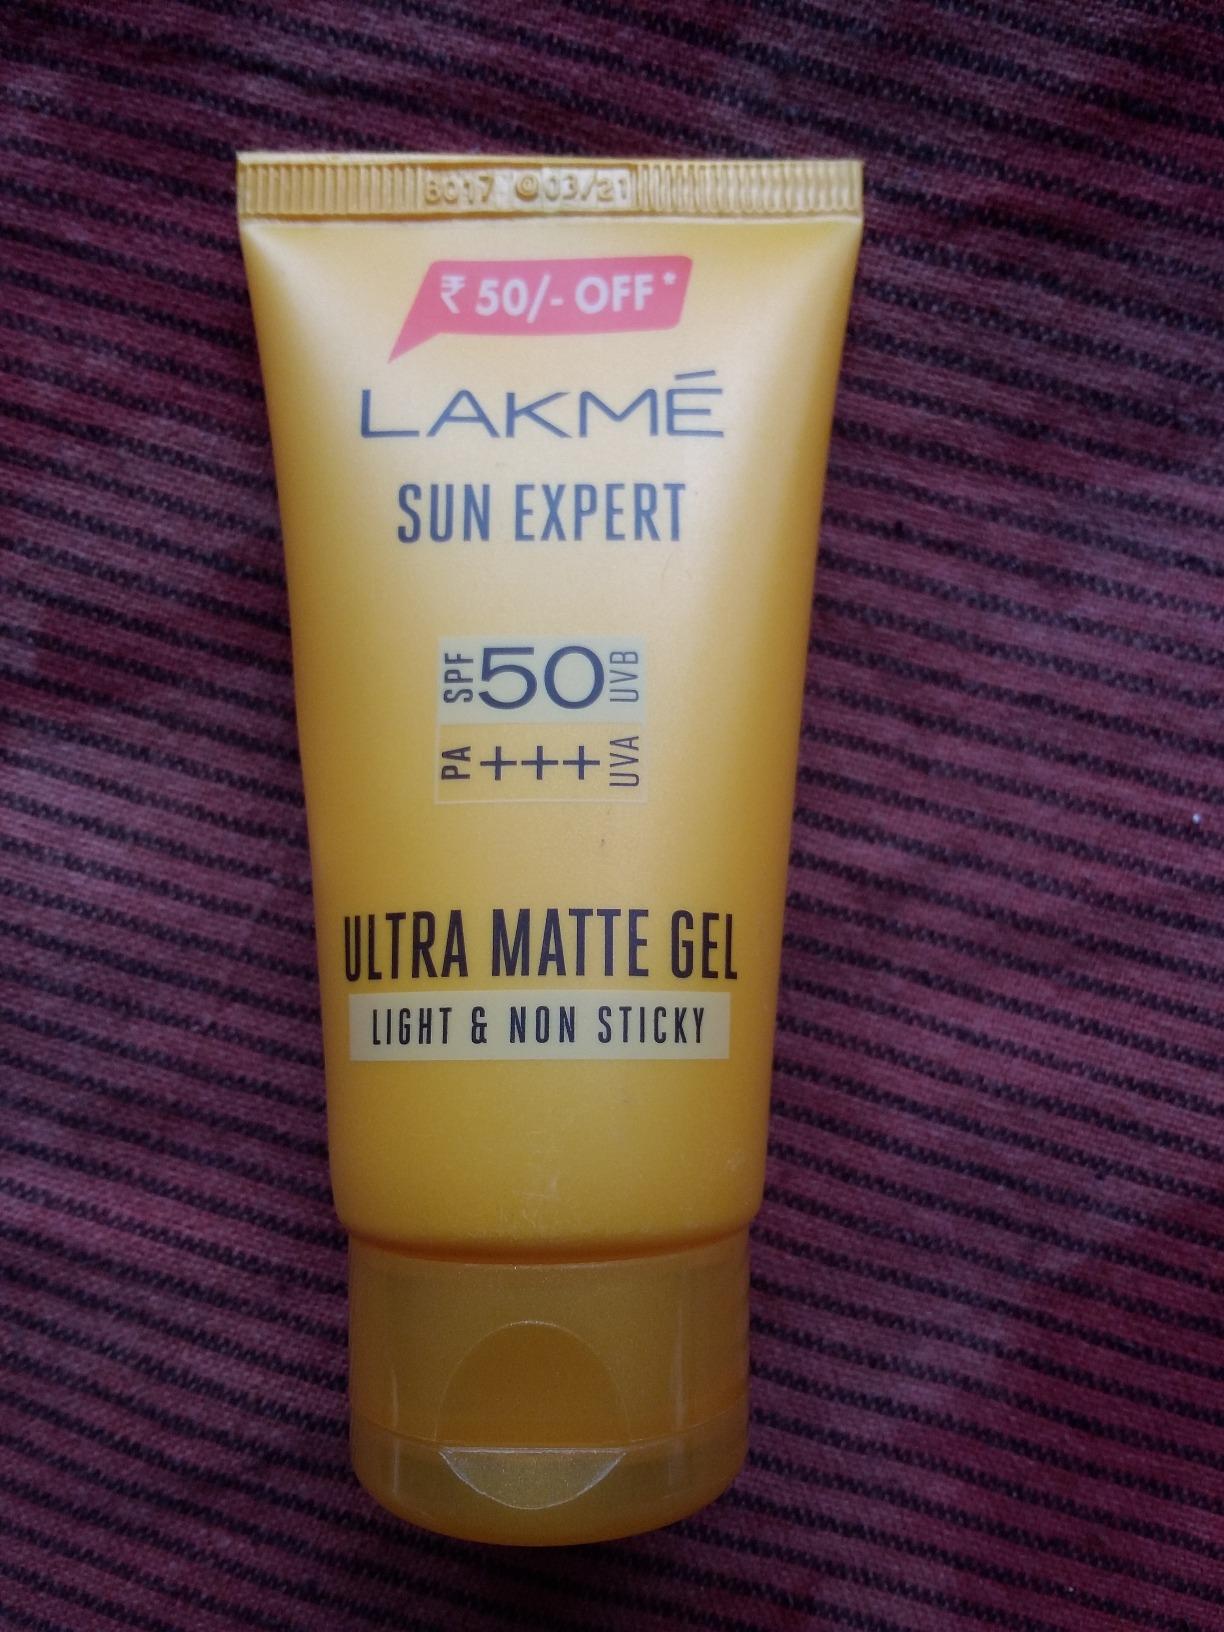 B017 @03/21
₹ 50/- OFF*
LAKMÉ
SUN EXPERT
SPF 50 UVB
PA +++ UVA
ULTRA MATTE GEL
LIGHT & NON STICKY